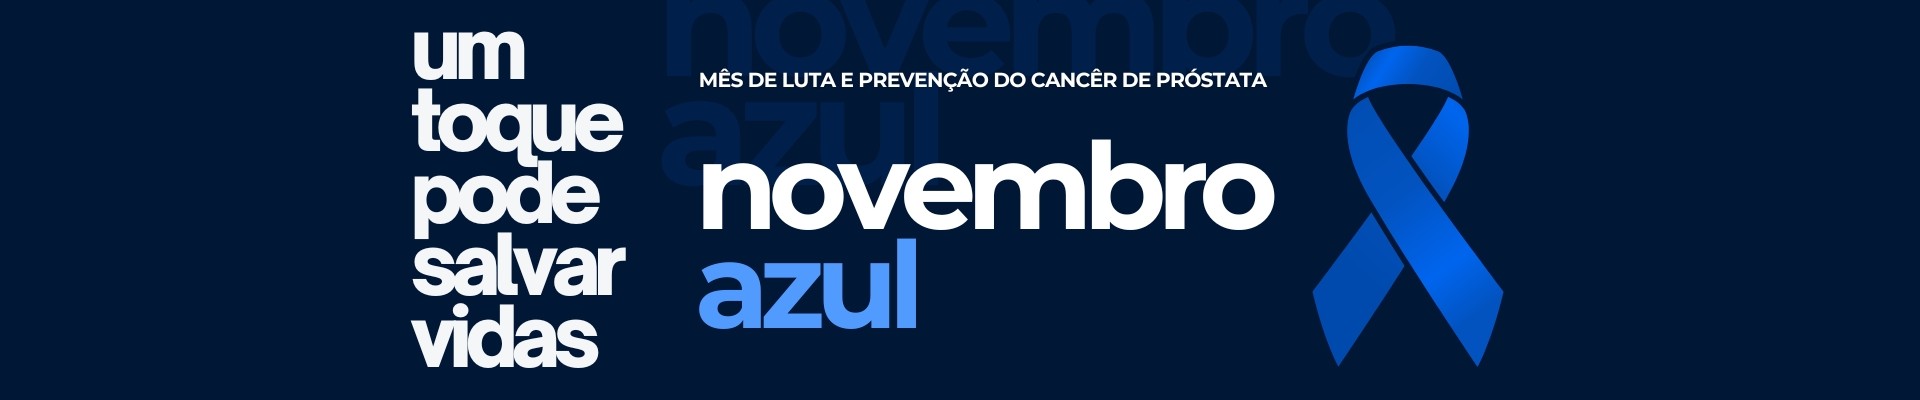 um
toque
pode
salvar
vidas
novembro
azul
MÊS DE LUTA E PREVENÇÃO DO CANCÊR DE PRÓSTATA
novembro
azul